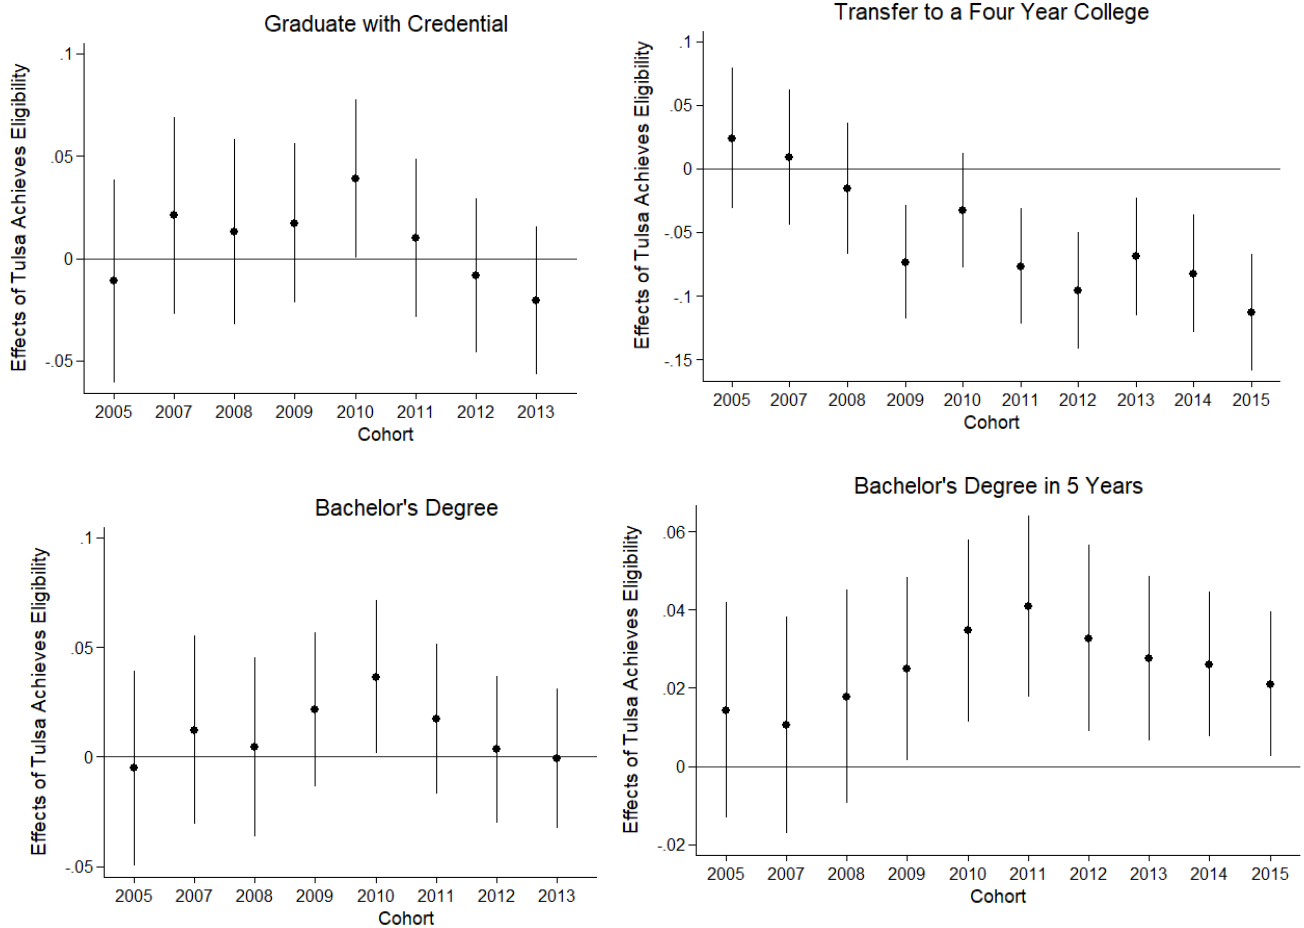 Graduate with Credential
Effects of Tulsa Achieves Eligibility
.1
.05
0
-.05
2005 2007 2008 2009 2010 2011 2012 2013
Cohort
Transfer to a Four Year College
Effects of Tulsa Achieves Eligibility
.1
.05
0
-.05
-.1
-.15
2005 2007 2008 2009 2010 2011 2012 2013 2014 2015
Cohort
Bachelor's Degree
Effects of Tulsa Achieves Eligibility
.1
.05
0
-.05
2005 2007 2008 2009 2010 2011 2012 2013
Cohort
Bachelor's Degree in 5 Years
Effects of Tulsa Achieves Eligibility
.06
.04
.02
0
-.02
2005 2007 2008 2009 2010 2011 2012 2013 2014 2015
Cohort